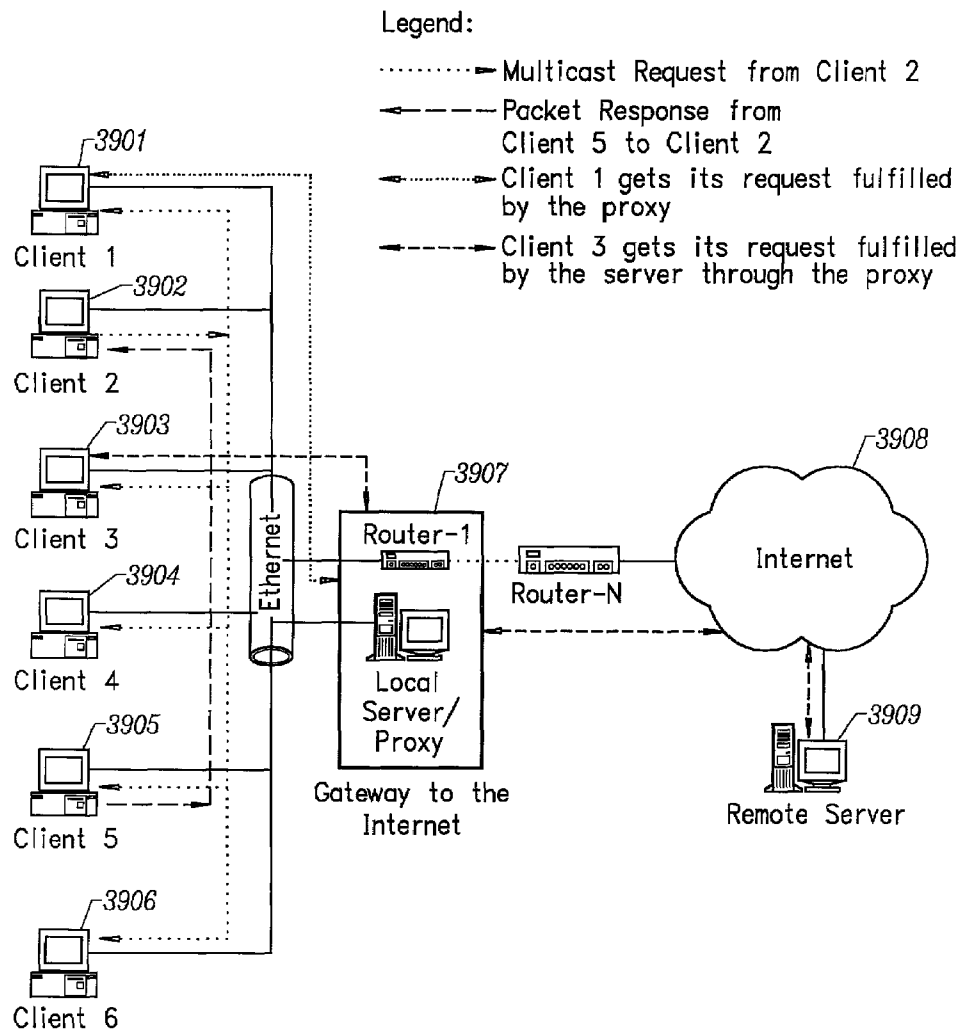 Legend:
Multicast Request from Client 2
Packet Response from
Client 5 to Client 2
Client 1 gets its request fulfilled
by the proxy
Client 3 gets its request fulfilled
by the server through the proxy
3901
Client 1
3902
Client 2
3903
Client 3
3904
Client 4
3905
Client 5
3906
Client 6
Ethernet
3907
Router-1
Local
Server/
Proxy
Gateway to the
Internet
Router-N
3908
Internet
3909
Remote Server